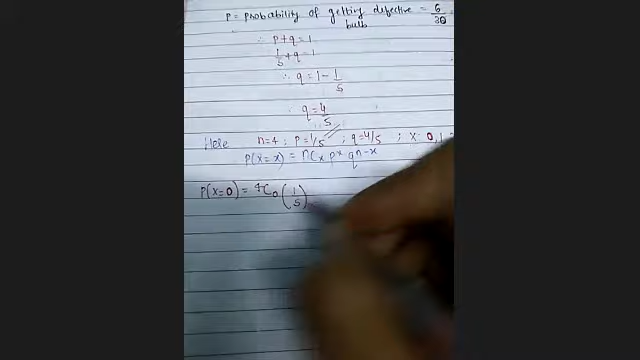 P = probability of getting defective bulb = 6/30
∴ p+q=1
1/5+q=1
∴ q=1-1/5
∴ q=4/5
Here n=4; p=1/5; q=4/5; x=0,1,
P(X=x) = nCx p^x q^n-x
P(X=0) = 4C0 (1/5)